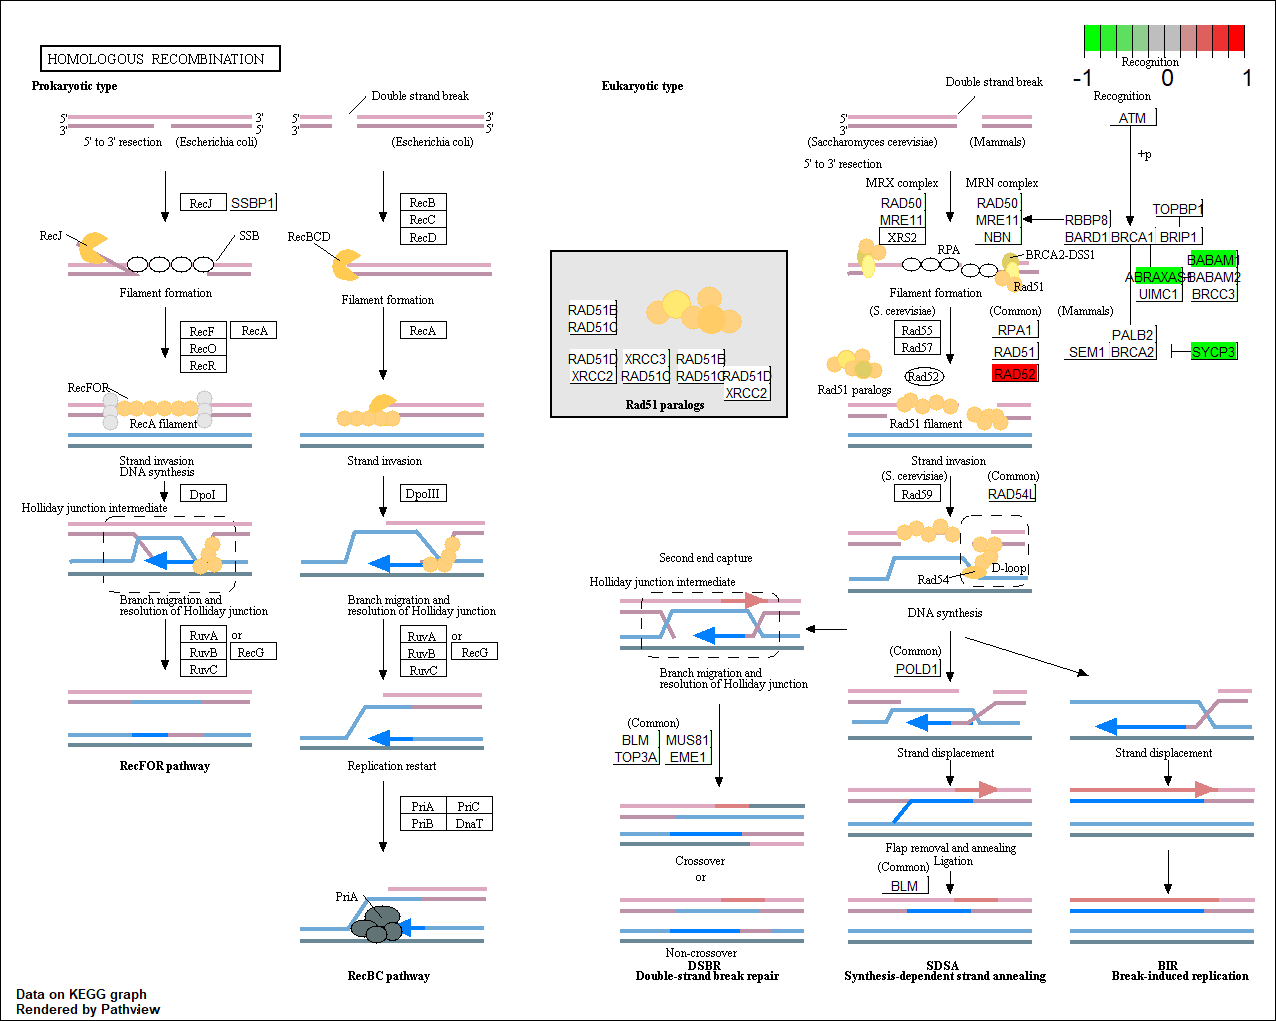 HOMOLOGOUS RECOMBINATION
Prokaryotic type
Eukaryotic type
Recognition
-1 0 1
Double strand break
5' 3'
3' 5'
5' to 3' resection
(Escherichia coli)
RecJ
SSBP1
RecJ
SSB
Filament formation
RecF
RecA
RecO
RecR
RecFOR
RecA filament
Strand invasion
DNA synthesis
DpoI
Holliday junction intermediate
Branch migration and
resolution of Holliday junction
RuvA
or
RuvB
RecG
RuvC
RecFOR pathway
5' 3'
3' 5'
(Escherichia coli)
RecB
RecC
RecD
RecBCD
Filament formation
RecA
Strand invasion
DpoIII
Branch migration and
resolution of Holliday junction
RuvA
or
RuvB
RecG
RuvC
Replication restart
PriA PriC
PriB DnaT
PriA
RecBC pathway
RAD51B
RAD51C
RAD51D XRCC3 RAD51B
XRCC2 RAD51C RAD51C RAD51D
XRCC2
Rad51 paralogs
Double strand break
5'
3'
(Saccharomyces cerevisiae)
(Mammals)
5' to 3' resection
MRX complex
MRN complex
RAD50
MRE11
XRS2
RAD50
MRE11
NBN
RPA
BRCA2-DSS1
Rad51
Filament formation
(S. cerevisiae)
(Common)
(Mammals)
Rad55
Rad57
RPA1
RAD51
RAD52
Rad52
Rad51 paralogs
Rad51 filament
Strand invasion
Recognition
ATM
+p
TOPBP1
RBBP8
BARD1 BRCA1 BRIP1
BABAM1
ABRAXAS1 BABAM2
UIMC1 BRCC3
PALB2
SEM1 BRCA2
SYCP3
(S. cerevisiae)
(Common)
Rad59
RAD54L
Rad54
D-loop
DNA synthesis
Second end capture
Holliday junction intermediate
Branch migration and
resolution of Holliday junction
(Common)
BLM MUS81
TOP3A EME1
Crossover
or
Non-crossover
DSBR
Double-strand break repair
(Common)
POLD1
Strand displacement
Flap removal and annealing
Ligation
(Common)
BLM
SDSA
Synthesis-dependent strand annealing
Strand displacement
BIR
Break-induced replication
Data on KEGG graph
Rendered by Pathview